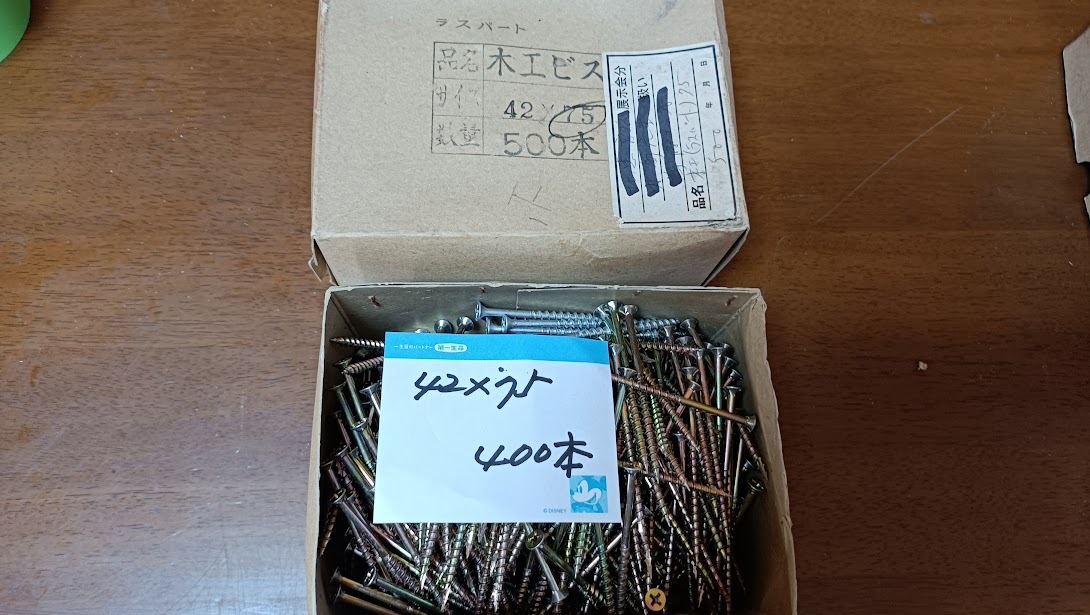 ラスパート
品名 木工ビス
サイズ 42×75
数量 500本
展示会分
扱い
年 月 日
品名
一生涯のパートナー 第一生命
42×75
400本
©DISNEY